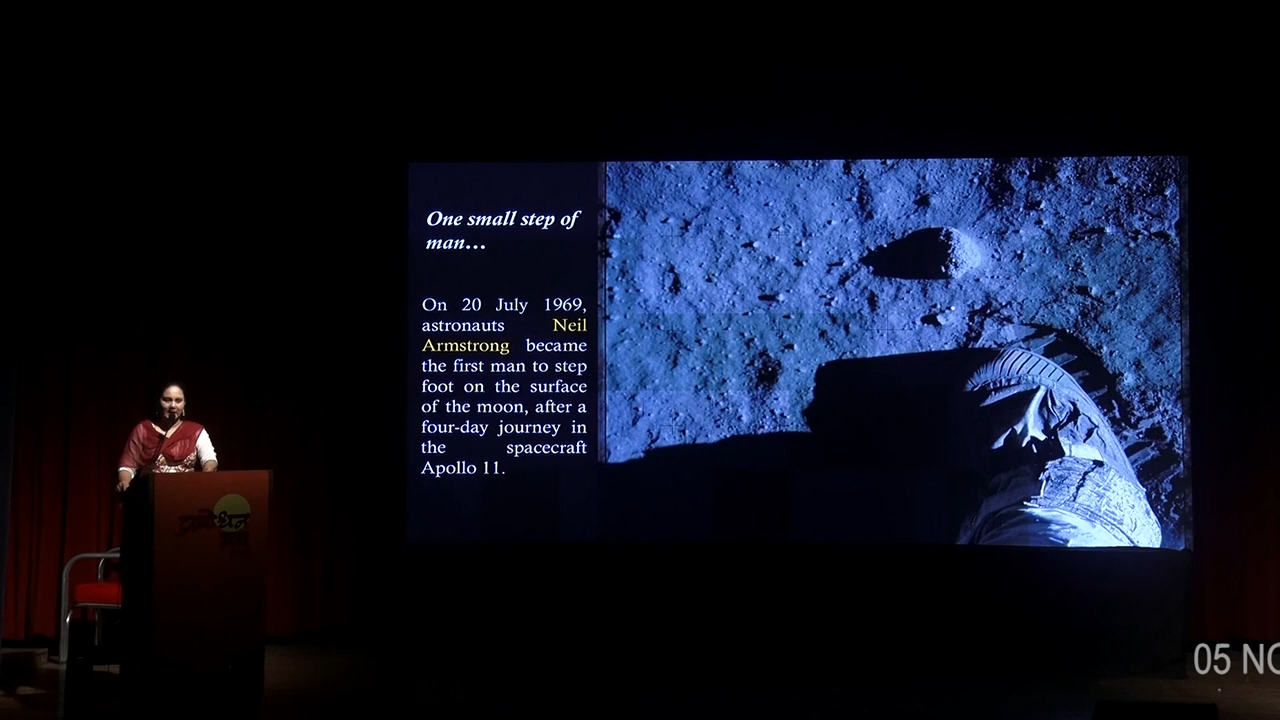 One small step of
man...
On 20 July 1969,
astronauts Neil
Armstrong became
the first man to step
foot on the surface
of the moon, after a
four-day journey in
the spacecraft
Apollo 11.
05 NO